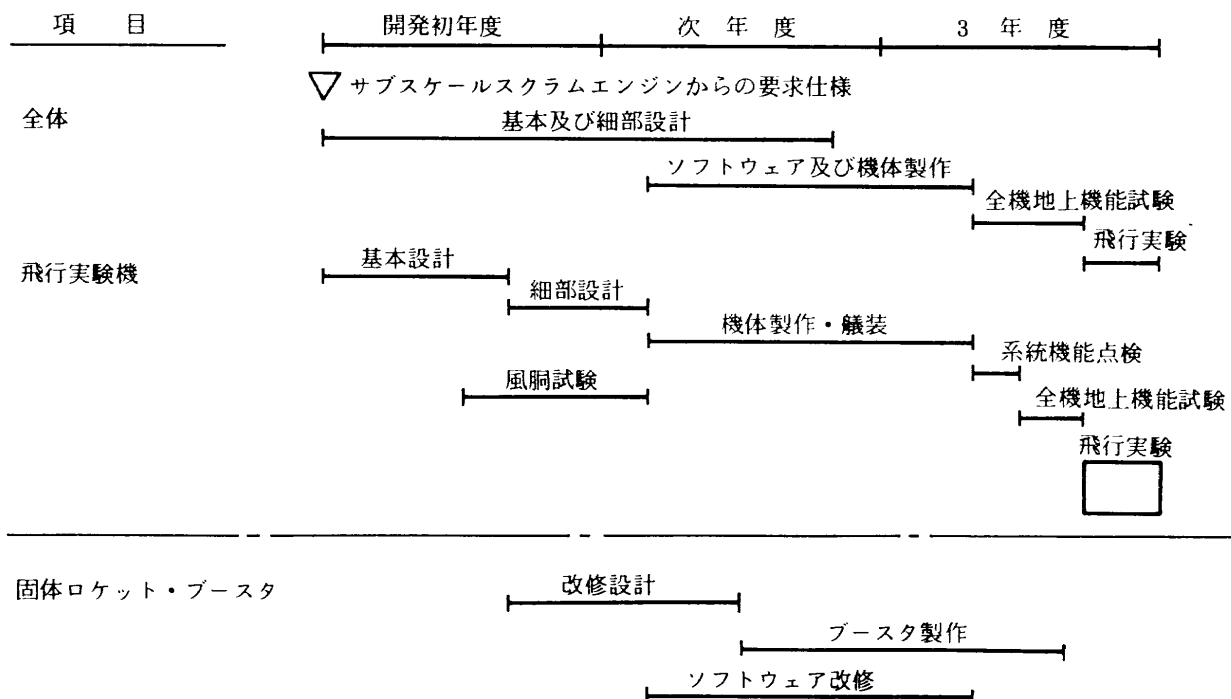 項 目 開発初年度 次 年 度 3 年 度
サブスケールスクラムエンジンからの要求仕様
全体
基本及び細部設計
ソフトウェア及び機体製作
全機地上機能試験
飛行実験
飛行実験機
基本設計
細部設計
機体製作・艤装
系統機能点検
風胴試験
全機地上機能試験
飛行実験
固体ロケット・ブースタ
改修設計
ブースタ製作
ソフトウェア改修